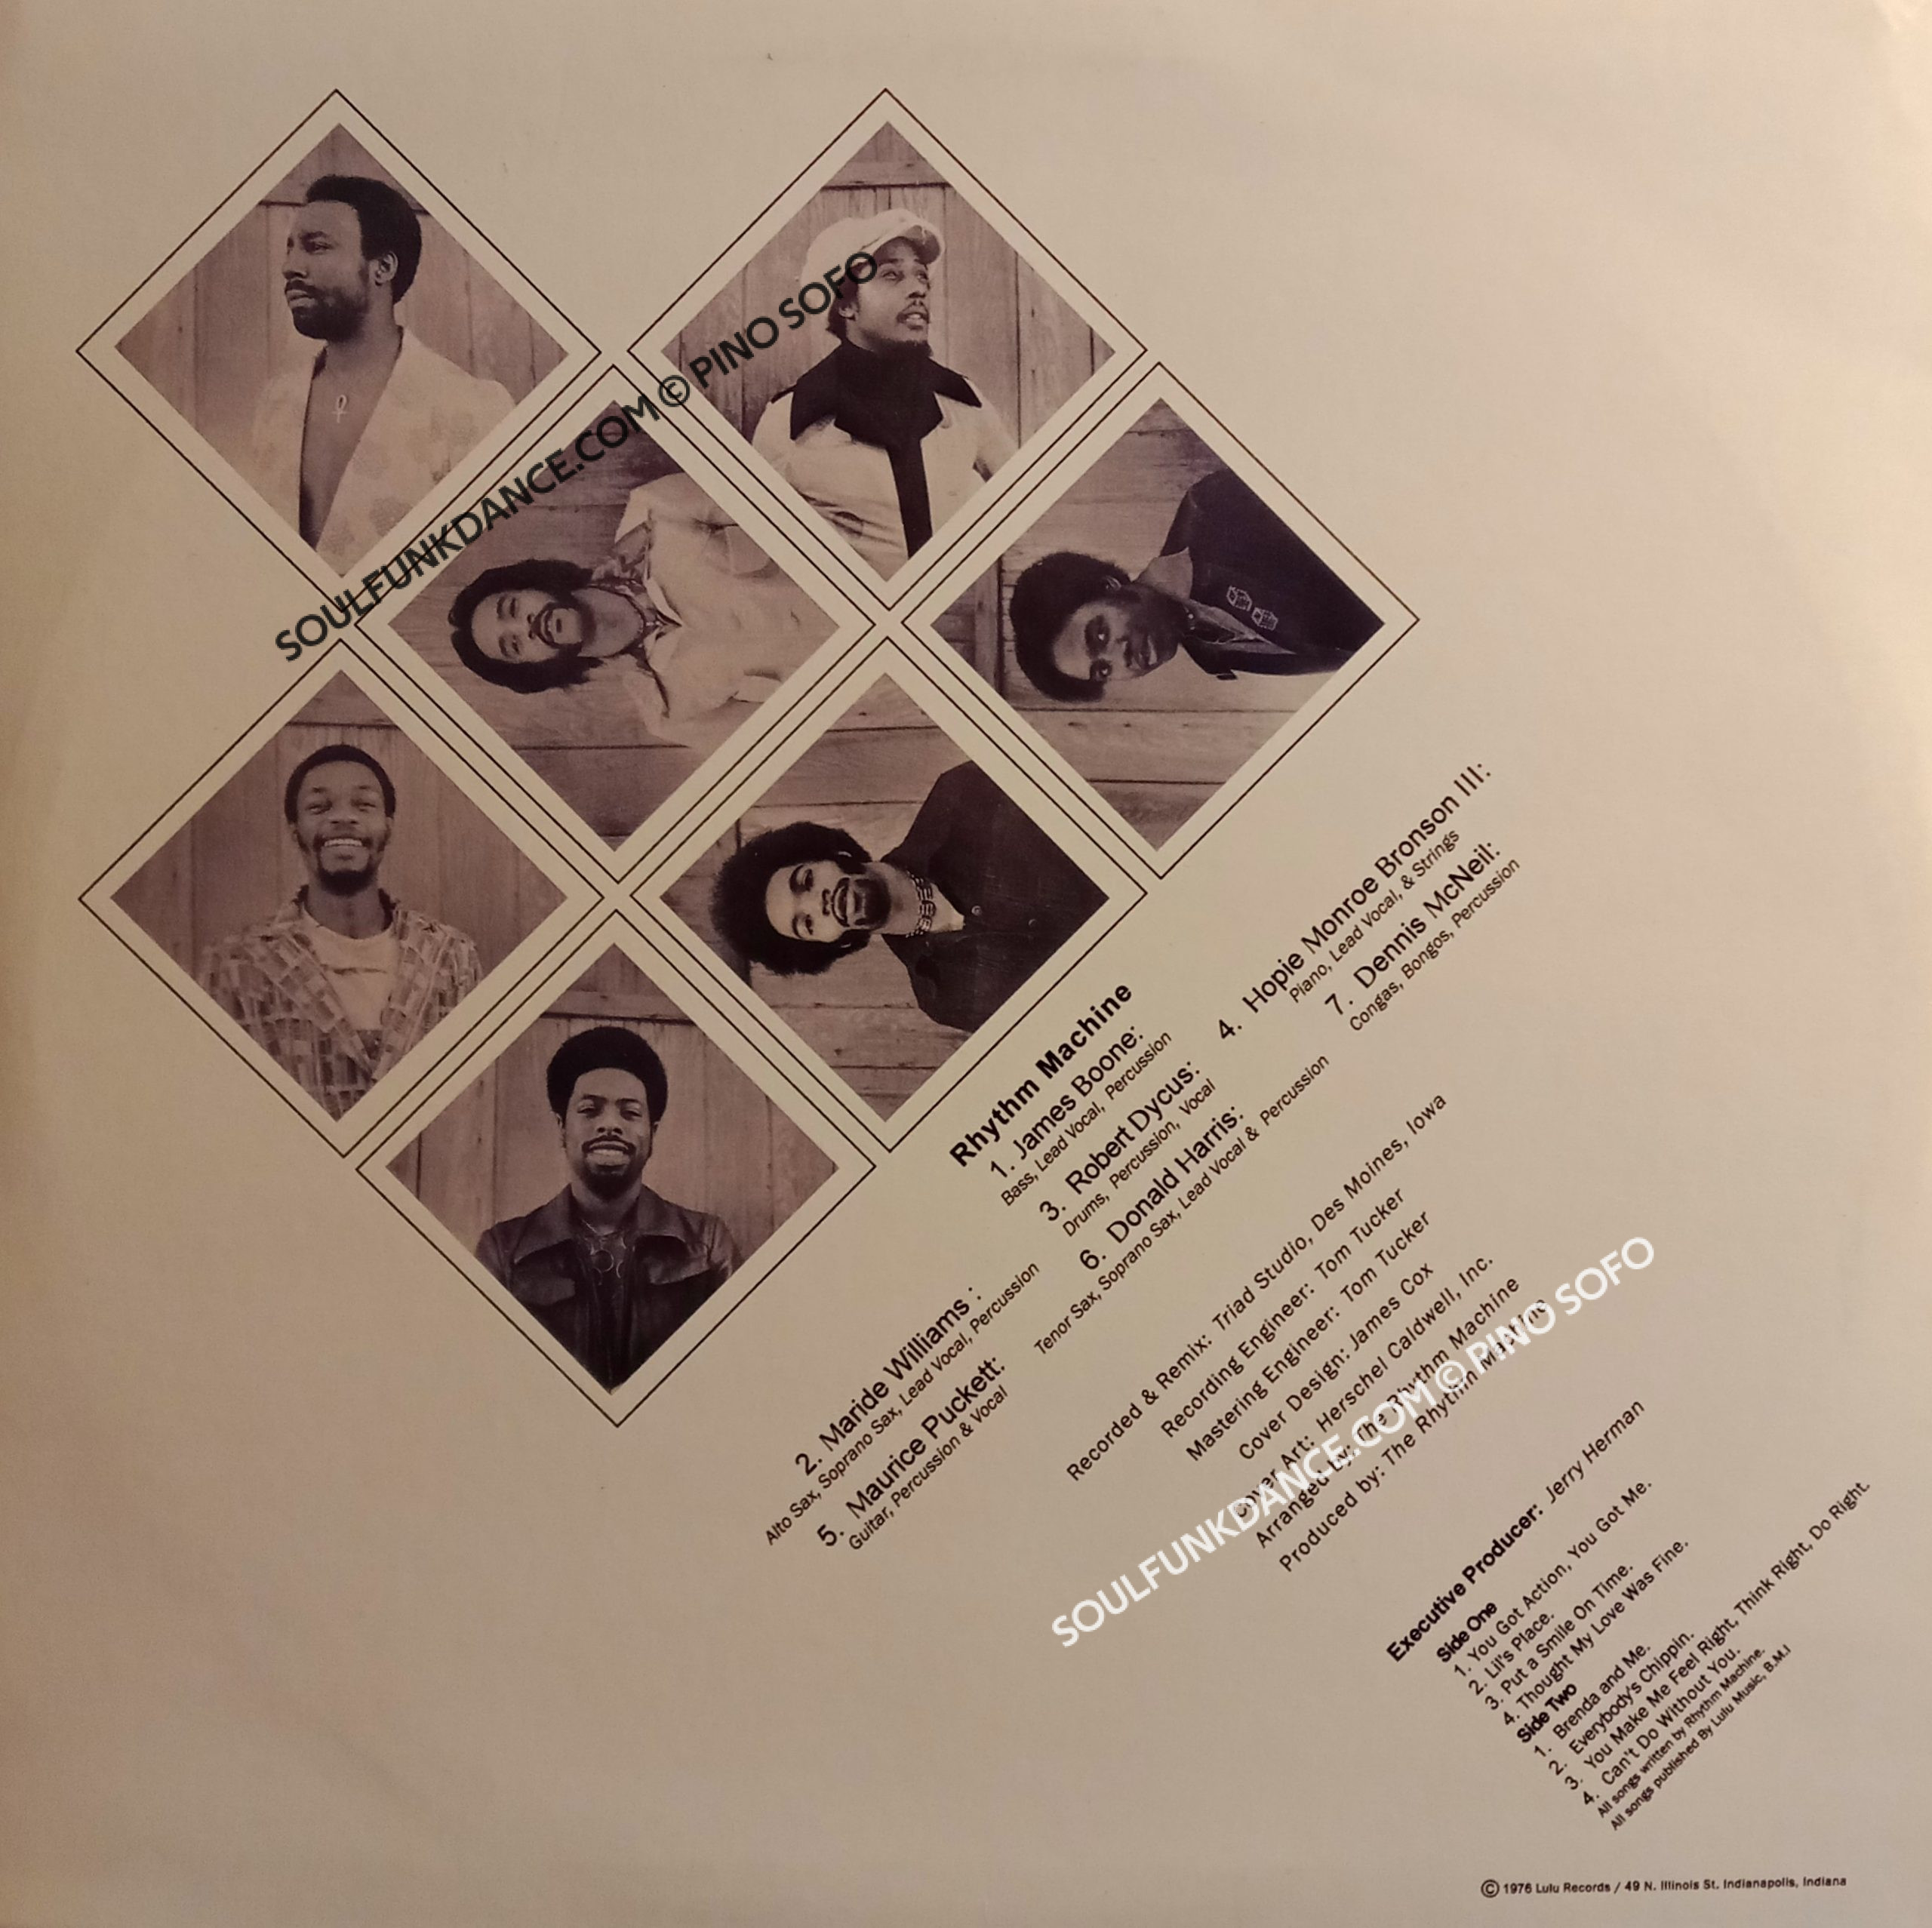 SOULFUNKDANCE.COM © PINO SOFO
Rhythm Machine
1. James Boone:
Bass, Lead Vocal, Percussion
2. Maride Williams :
Alto Sax, Soprano Sax, Lead Vocal, Percussion
3. Robert Dycus:
Drums, Percussion, Vocal
4. Hopie Monroe Bronson III:
Piano, Lead Vocal, & Strings
5. Maurice Puckett:
Guitar, Percussion & Vocal
6. Donald Harris:
Tenor Sax, Soprano Sax, Lead Vocal & Percussion
7. Dennis McNeil:
Congas, Bongos, Percussion
Recorded & Remix: Triad Studio, Des Moines, Iowa
Recording Engineer: Tom Tucker
Mastering Engineer: Tom Tucker
Cover Design: James Cox
Cover Art: Herschel Caldwell, Inc.
Arranged by: The Rhythm Machine
Produced by: The Rhythm Machine
SOULFUNKDANCE.COM © PINO SOFO
Executive Producer: Jerry Herman
Side One
1. You Got Action, You Got Me.
2. Lil's Place.
3. Put a Smile On Time.
4. Thought My Love Was Fine.
Side Two
1. Brenda and Me.
2. Everybody's Chippin.
3. You Make Me Feel Right, Think Right, Do Right.
4. Can't Do Without You.
All songs written by Rhythm Machine.
All songs published By Lulu Music, B.M.I
© 1976 Lulu Records / 49 N. Illinois St. Indianapolis, Indiana